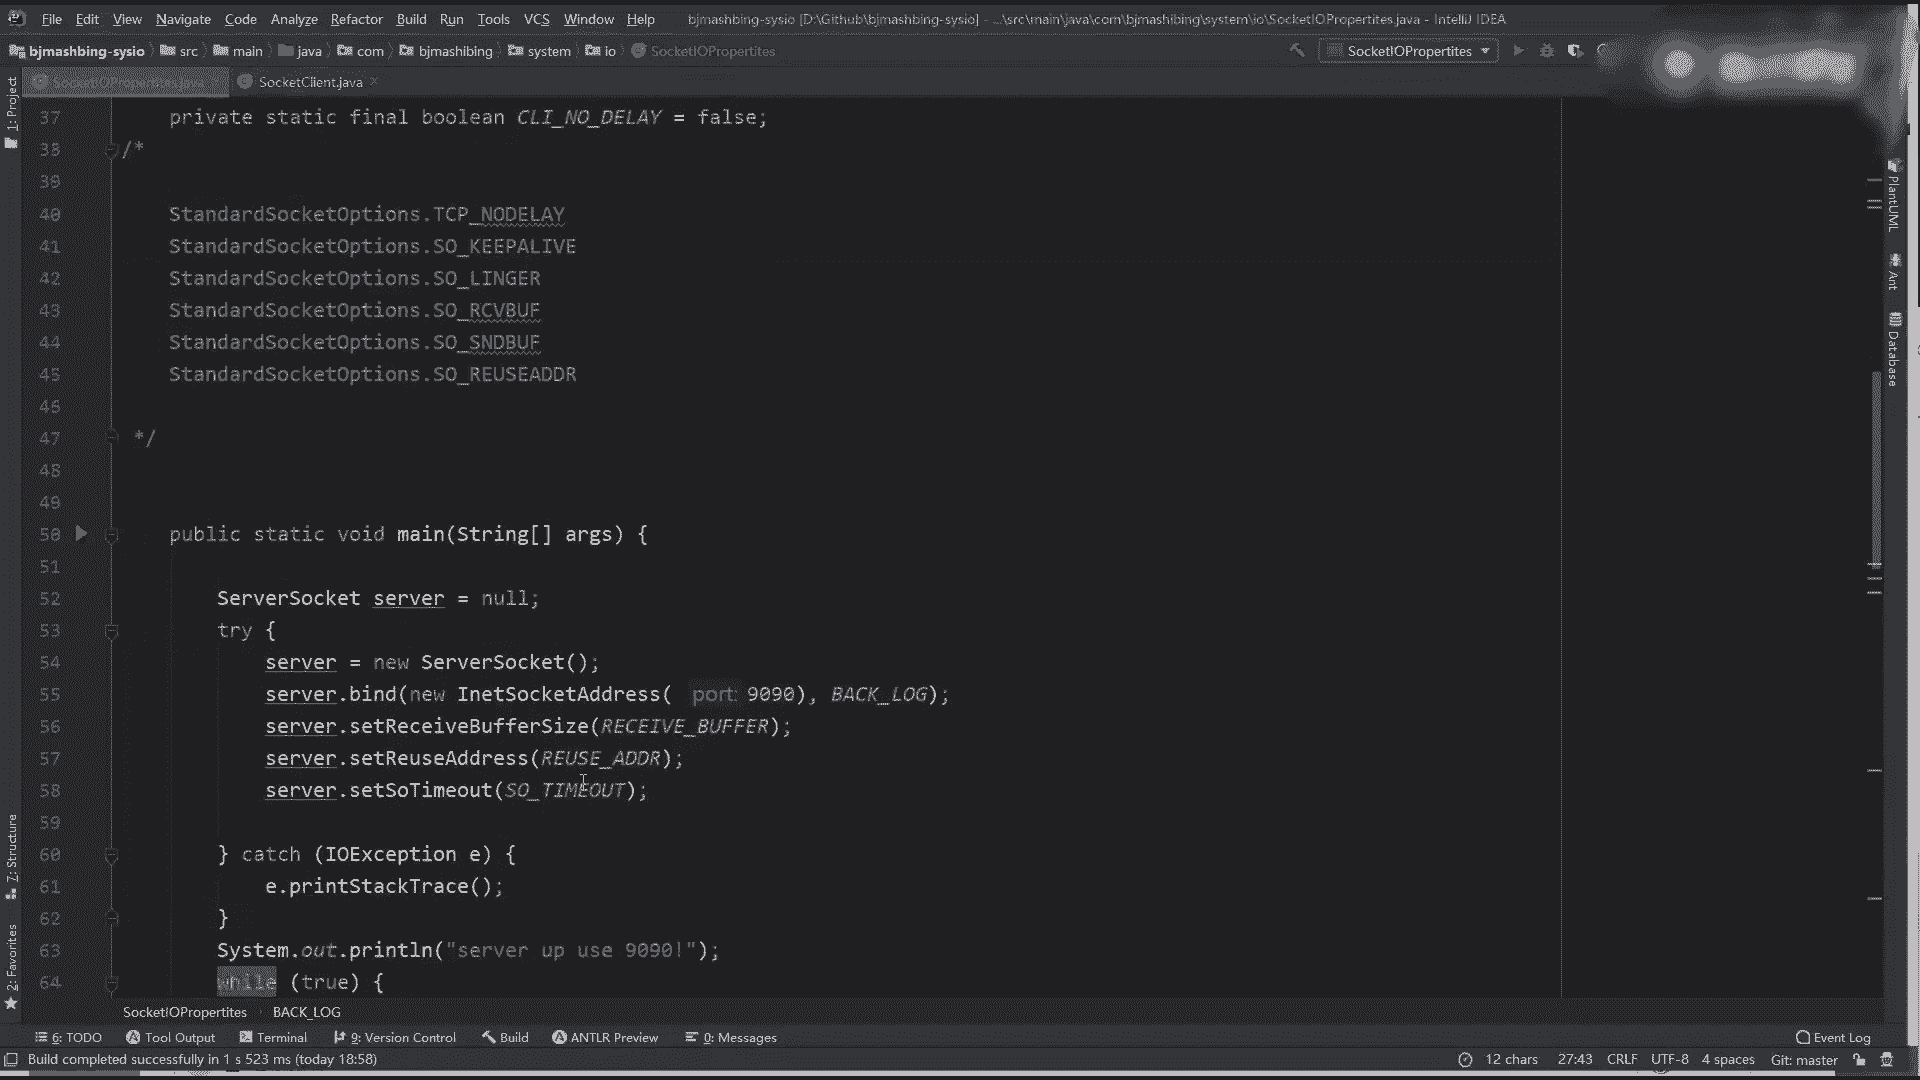 File Edit View Navigate Code Analyze Refactor Build Run Tools VCS Window Help bjmashbing-sysio [D:\Github\bjmashbing-sysio] - ...\src\main\java\com\bjmashibing\system\io\SocketIOPropertites.java - IntelliJ IDEA
bjmashbing-sysio src main java com bjmashibing system io SocketIOPropertites SocketIOPropertites
SocketIOPropertites.java SocketClient.java
1: Project
37 private static final boolean CLI_NO_DELAY = false;
38 /*
39
40 StandardSocketOptions.TCP_NODELAY
41 StandardSocketOptions.SO_KEEPALIVE
42 StandardSocketOptions.SO_LINGER
43 StandardSocketOptions.SO_RCVBUF
44 StandardSocketOptions.SO_SNDBUF
45 StandardSocketOptions.SO_REUSEADDR
46
47 */
48
49
50 public static void main(String[] args) {
51
52 ServerSocket server = null;
53 try {
54 server = new ServerSocket();
55 server.bind(new InetSocketAddress( port: 9090), BACK_LOG);
56 server.setReceiveBufferSize(RECEIVE_BUFFER);
57 server.setReuseAddress(REUSE_ADDR);
58 server.setSoTimeout(SO_TIMEOUT);
59
60 } catch (IOException e) {
61 e.printStackTrace();
62 }
63 System.out.println("server up use 9090!");
64 while (true) {
PlantUML
Ant
Database
7: Structure
2: Favorites
SocketIOPropertites BACK_LOG
6: TODO Tool Output Terminal 9: Version Control Build ANTLR Preview 0: Messages Event Log
Build completed successfully in 1 s 523 ms (today 18:58) 12 chars 27:43 CRLF UTF-8 4 spaces Git: master